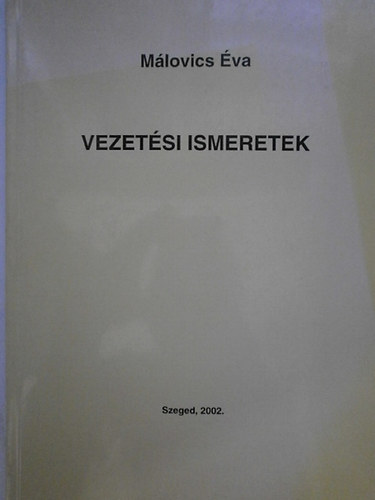 Málovics Éva
VEZETÉSI ISMERETEK
Szeged, 2002.